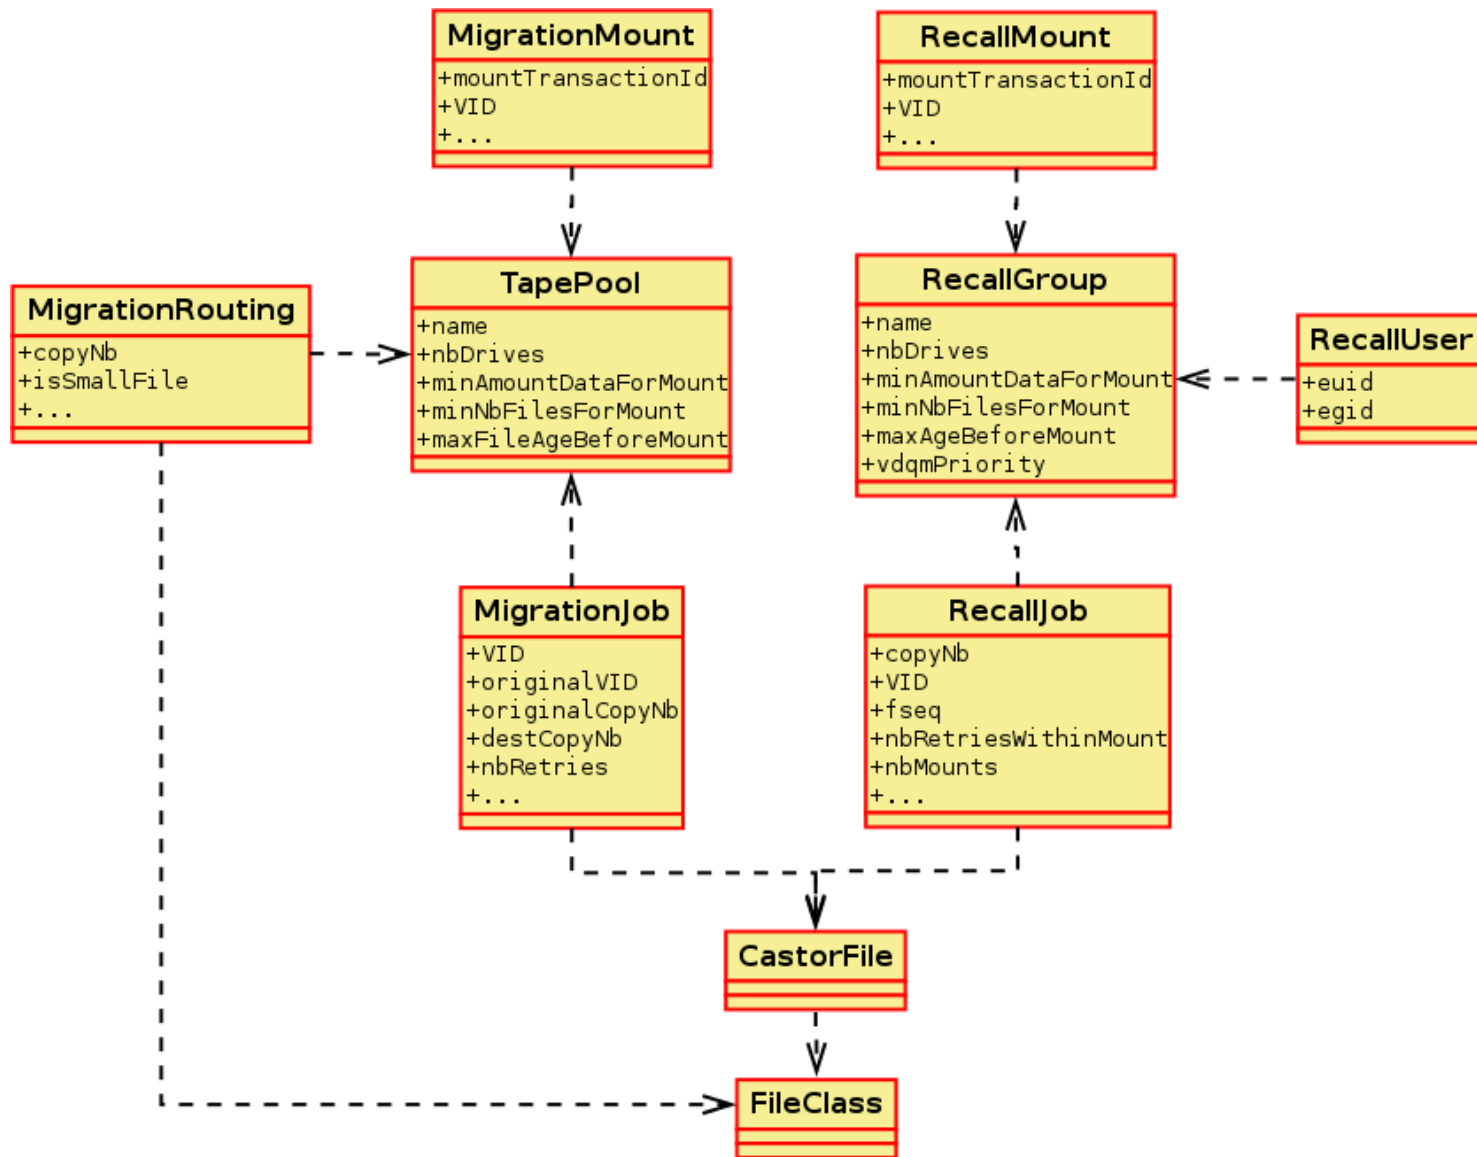 MigrationMount
+mountTransactionId
+VID
+...
RecallMount
+mountTransactionId
+VID
+...
MigrationRouting
+copyNb
+isSmallFile
+...
TapePool
+name
+nbDrives
+minAmountDataForMount
+minNbFilesForMount
+maxFileAgeBeforeMount
RecallGroup
+name
+nbDrives
+minAmountDataForMount
+minNbFilesForMount
+maxAgeBeforeMount
+vdqmPriority
RecallUser
+euid
+egid
MigrationJob
+VID
+originalVID
+originalCopyNb
+destCopyNb
+nbRetries
+...
RecallJob
+copyNb
+VID
+fseq
+nbRetriesWithinMount
+nbMounts
+...
CastorFile
FileClass